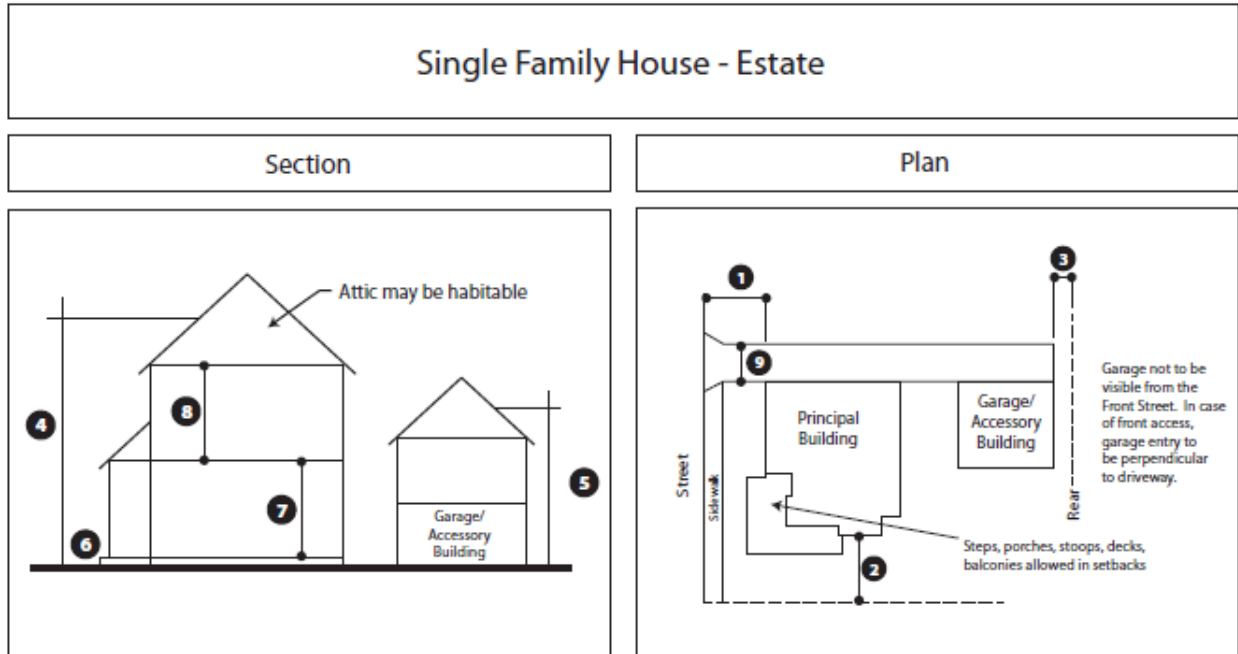 Single Family House - Estate
Section
Plan
Attic may be habitable
4
8
7
6
5
Garage/
Accessory
Building
1
3
9
Principal
Building
Garage/
Accessory
Building
Garage not to be
visible from the
Front Street. In case
of front access,
garage entry to
be perpendicular
to driveway.
Street
Sidewalk
Rear
2
Steps, porches, stoops, decks,
balconies allowed in setbacks